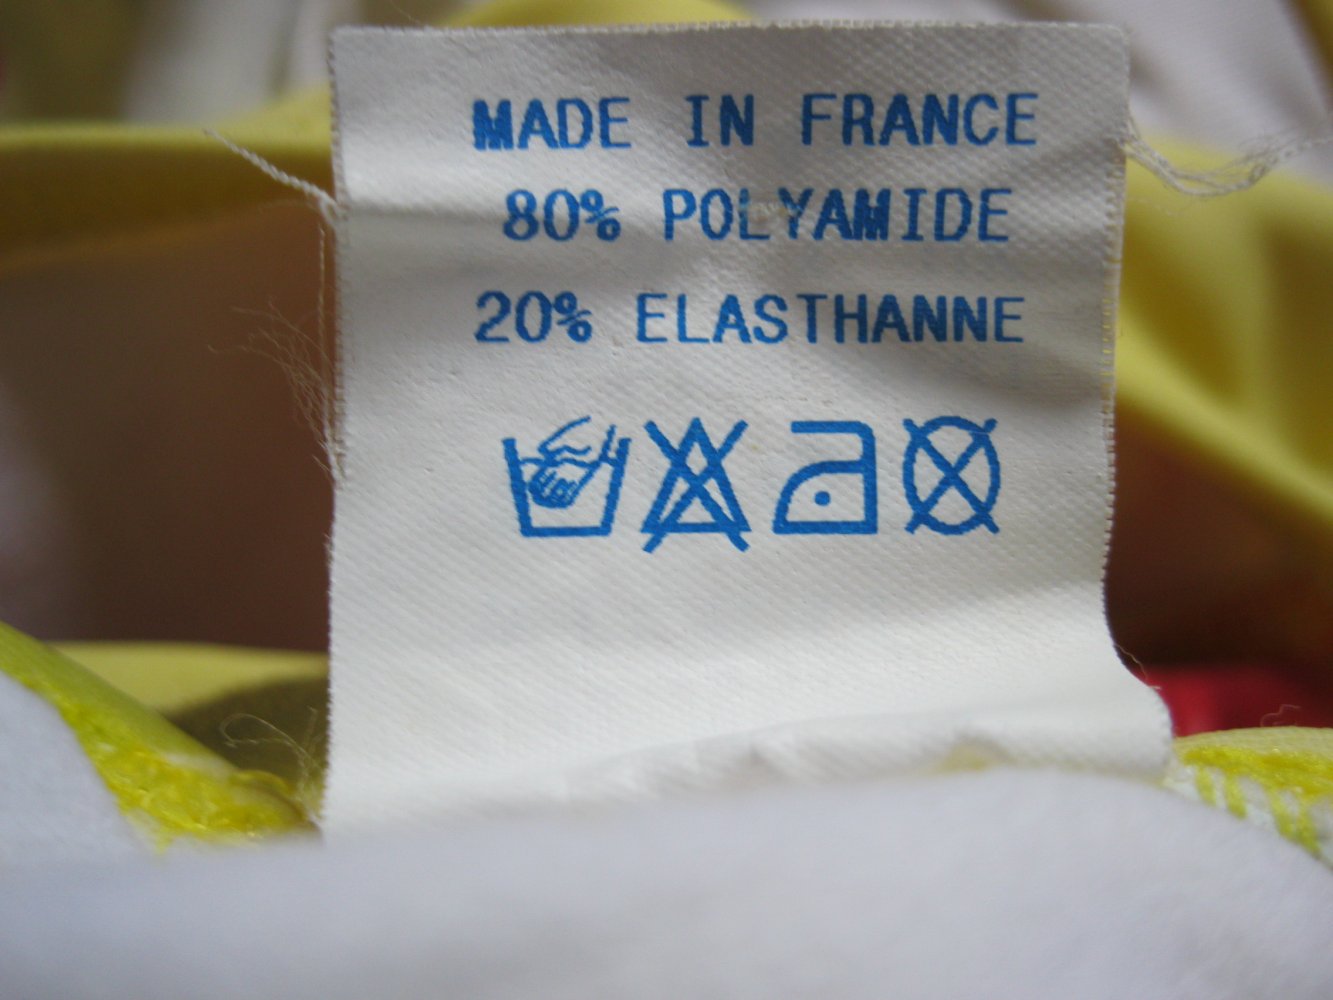 MADE IN FRANCE
80% POLYAMIDE
20% ELASTHANNE